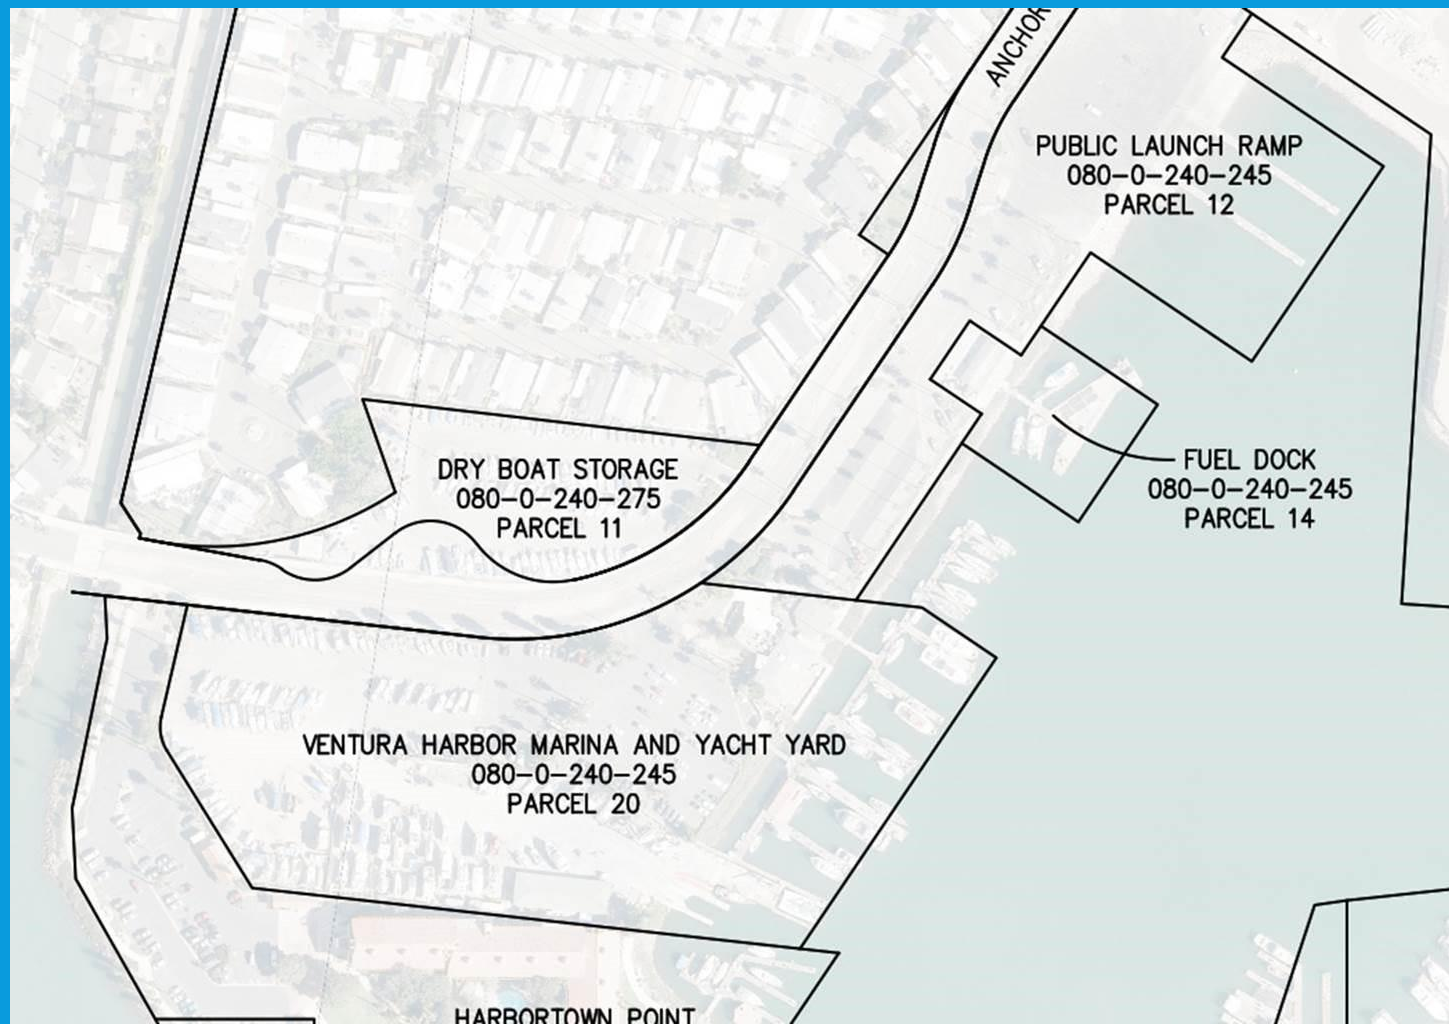 ANCHOR
PUBLIC LAUNCH RAMP
080-0-240-245
PARCEL 12
DRY BOAT STORAGE
080-0-240-275
PARCEL 11
FUEL DOCK
080-0-240-245
PARCEL 14
VENTURA HARBOR MARINA AND YACHT YARD
080-0-240-245
PARCEL 20
HARBORTOWN POINT